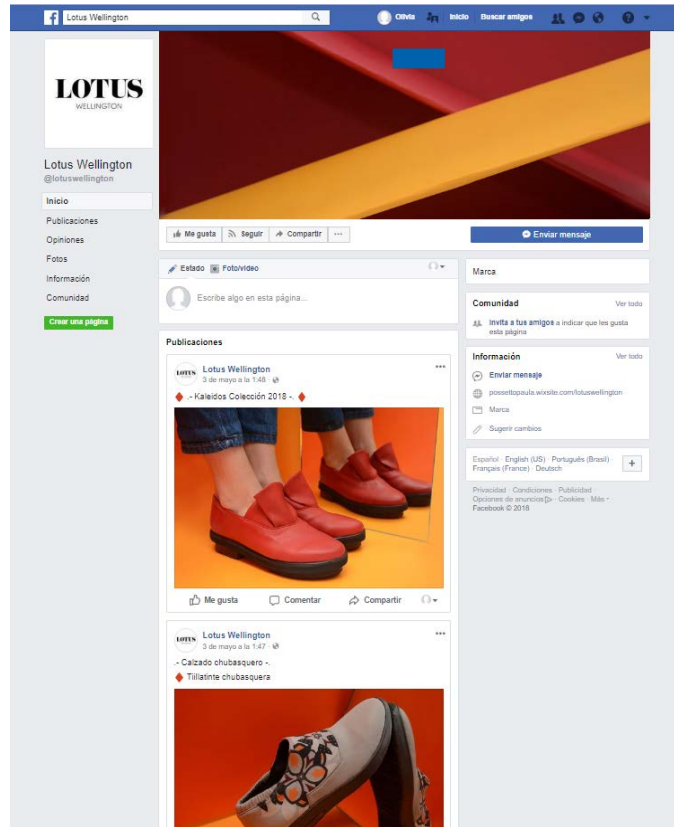 Lotus Wellington
Olivia
Inicio
Buscar amigos
LOTUS
WELLINGTON
Lotus Wellington
@lotuswellington
Inicio
Publicaciones
Opiniones
Fotos
Información
Comunidad
Crear una página
Me gusta
Seguir
Compartir
Enviar mensaje
Estado
Foto/vídeo
Escribe algo en esta página...
Publicaciones
LOTUS
Lotus Wellington
3 de mayo a la 1:48 ·
.- Kaleidos Colección 2018 -.
Me gusta
Comentar
Compartir
LOTUS
Lotus Wellington
3 de mayo a la 1:47 ·
.- Calzado chubasquero -.
Tiillatinte chubasquera
Marca
Comunidad
Ver todo
Invita a tus amigos a indicar que les gusta
esta página
Información
Ver todo
Enviar mensaje
possettopaula.wixsite.com/lotuswellington
Marca
Sugerir cambios
Español · English (US) · Português (Brasil) ·
Français (France) · Deutsch
Privacidad · Condiciones · Publicidad ·
Opciones de anuncios · Cookies · Más
Facebook © 2018